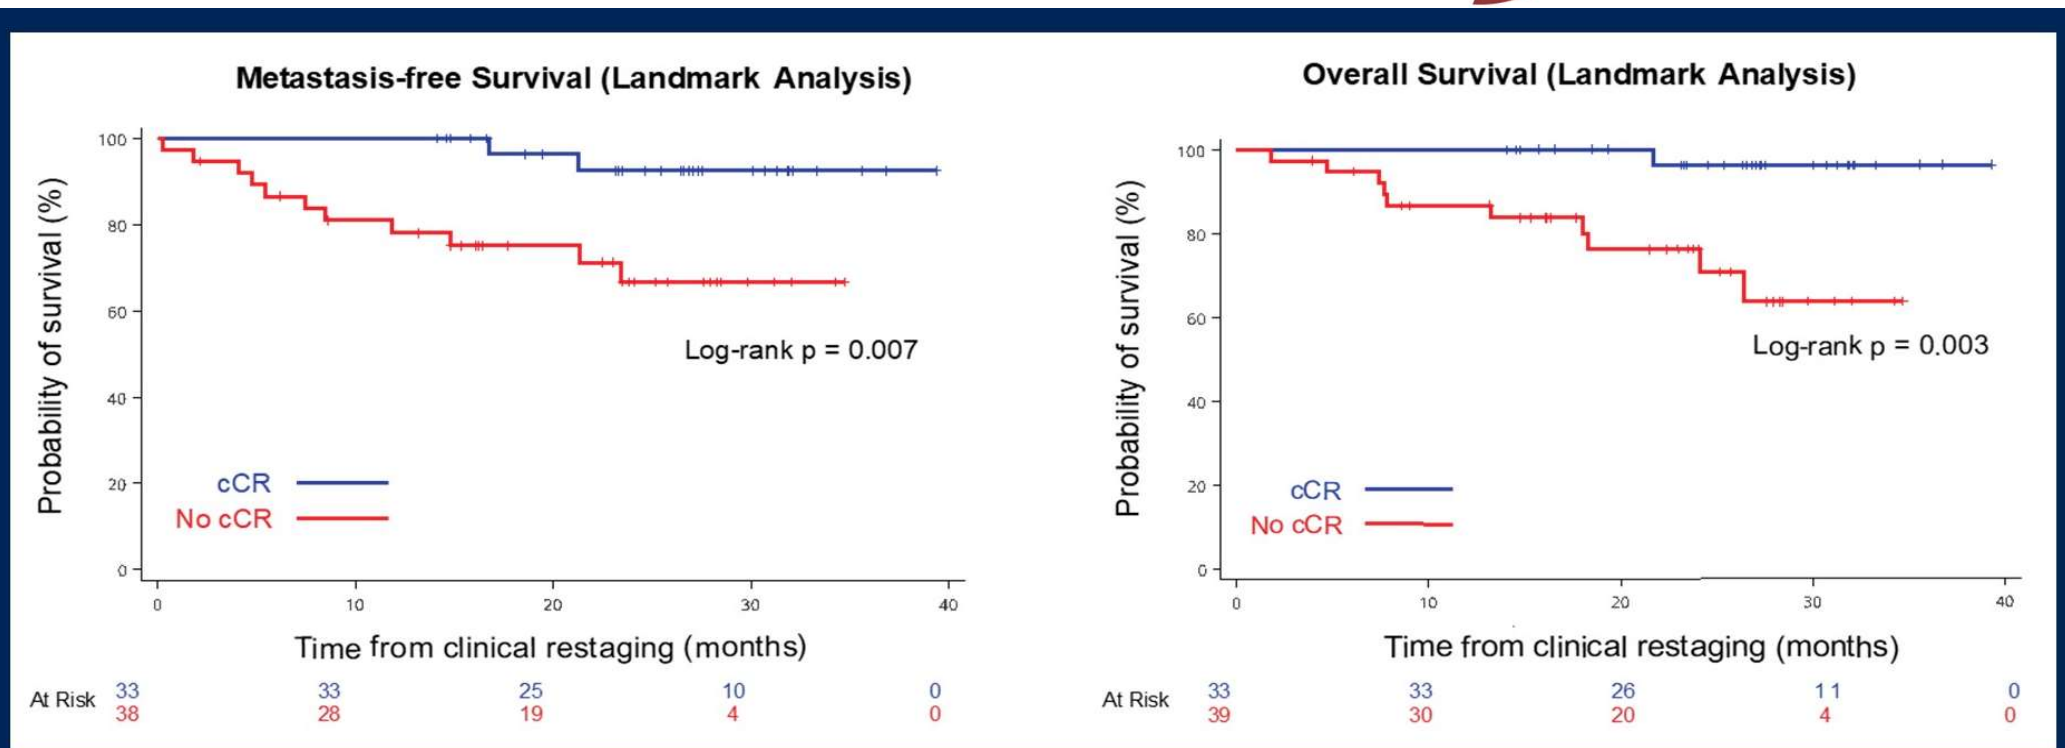 Metastasis-free Survival (Landmark Analysis)
Probability of survival (%)
100
80
60
40
20
0
Log-rank p = 0.007
cCR
No cCR
0 10 20 30 40
Time from clinical restaging (months)
At Risk
33 33 25 10 0
38 28 19 4 0
Overall Survival (Landmark Analysis)
Probability of survival (%)
100
80
60
40
20
0
Log-rank p = 0.003
cCR
No cCR
0 10 20 30 40
Time from clinical restaging (months)
At Risk
33 33 26 11 0
39 30 20 4 0